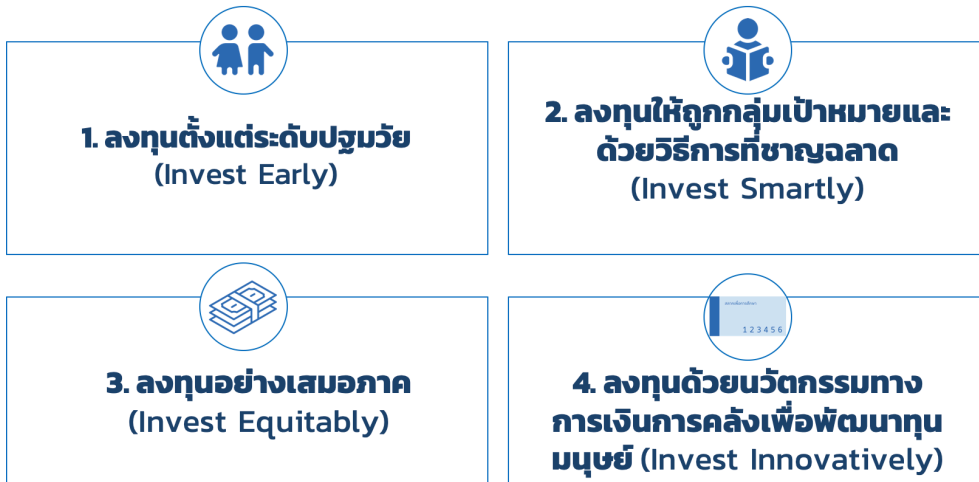 1. ลงทุนตั้งแต่ระดับปฐมวัย
(Invest Early)
2. ลงทุนให้ถูกกลุ่มเป้าหมายและ
ด้วยวิธีการที่ชาญฉลาด
(Invest Smartly)
3. ลงทุนอย่างเสมอภาค
(Invest Equitably)
123456
4. ลงทุนด้วยนวัตกรรมทาง
การเงินการคลังเพื่อพัฒนาทุน
มนุษย์ (Invest Innovatively)